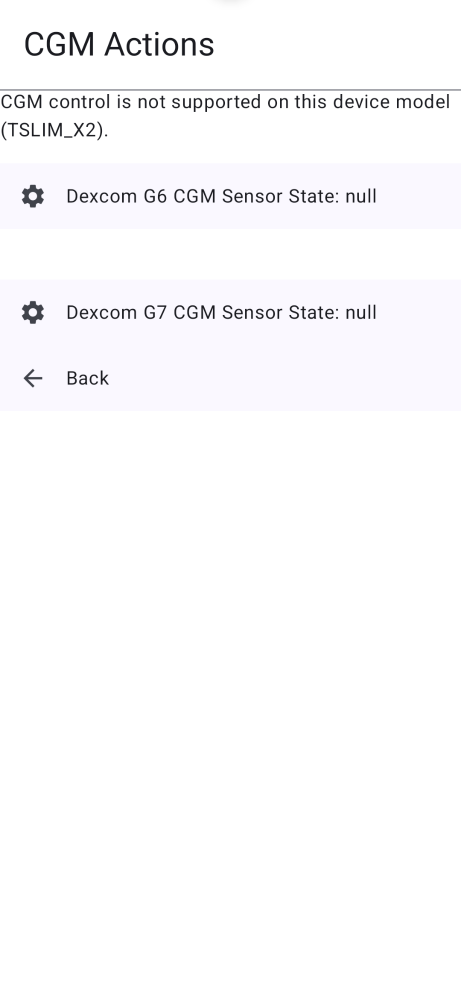 CGM Actions
CGM control is not supported on this device model
(TSLIM_X2).
Dexcom G6 CGM Sensor State: null
Dexcom G7 CGM Sensor State: null
Back